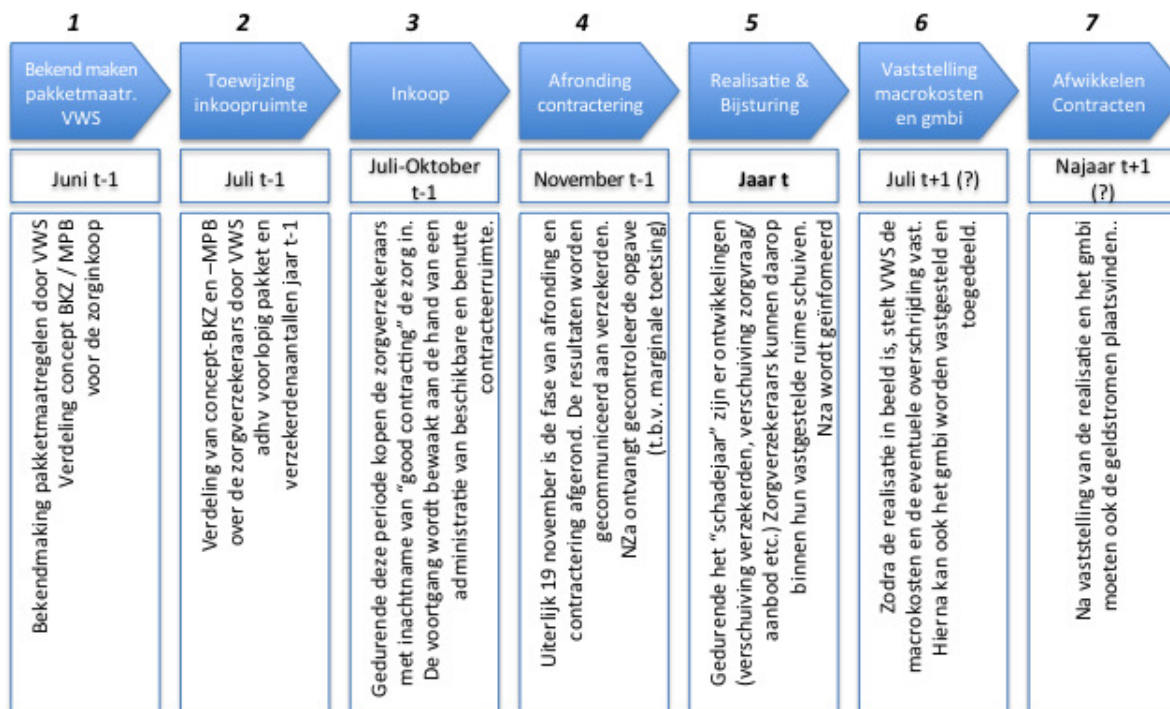 1
2
3
4
5
6
7
Bekend maken
pakketmaatr.
VWS
Toewijzing
inkoopruimte
Inkoop
Afronding
contractering
Realisatie &
Bijsturing
Vaststelling
macrokosten
en gmbi
Afwikkelen
Contracten
Juni t-1
Juli t-1
Juli-Oktober
t-1
November t-1
Jaar t
Juli t+1 (?)
Najaar t+1
(?)
Bekendmaking pakketmaatregelen door VWS
Verdeling concept BKZ / MPB
voor de zorginkoop
Verdeling van concept-BKZ en –MPB
over de zorgverzekeraars door VWS
adhv voorlopig pakket en
verzekerdenaantallen jaar t-1
Gedurende deze periode kopen de zorgverzekeraars
met inachtname van “good contracting” de zorg in.
De voortgang wordt bewaakt aan de hand van een
administratie van beschikbare en benutte
contracteerruimte.
Uiterlijk 19 november is de fase van afronding en
contractering afgerond. De resultaten worden
gecommuniceerd aan verzekerden.
NZa ontvangt gecontroleerde opgave
(t.b.v. marginale toetsing)
Gedurende het “schadejaar” zijn er ontwikkelingen
(verschuiving verzekerden, verschuiving zorgvraag/
aanbod etc.) Zorgverzekeraars kunnen daarop
binnen hun vastgestelde ruime schuiven.
Nza wordt geïnfomeerd
Zodra de realisatie in beeld is, stelt VWS de
macrokosten en de eventuele overschrijding vast.
Hierna kan ook het gmbi worden vastgesteld en
toegedeeld.
Na vaststelling van de realisatie en het gmbi
moeten ook de geldstromen plaatsvinden..